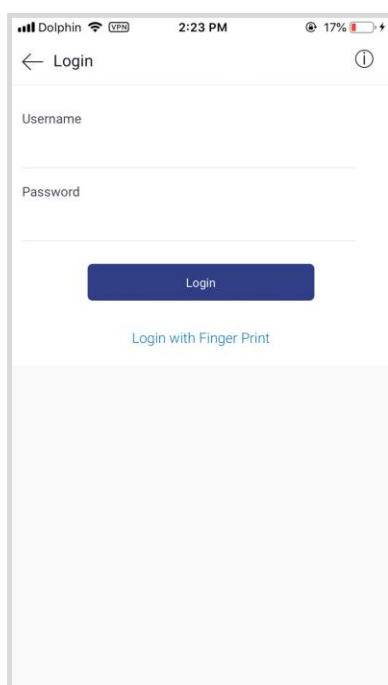 Dolphin VPN 2:23 PM 17%
Login
Username
Password
Login
Login with Finger Print